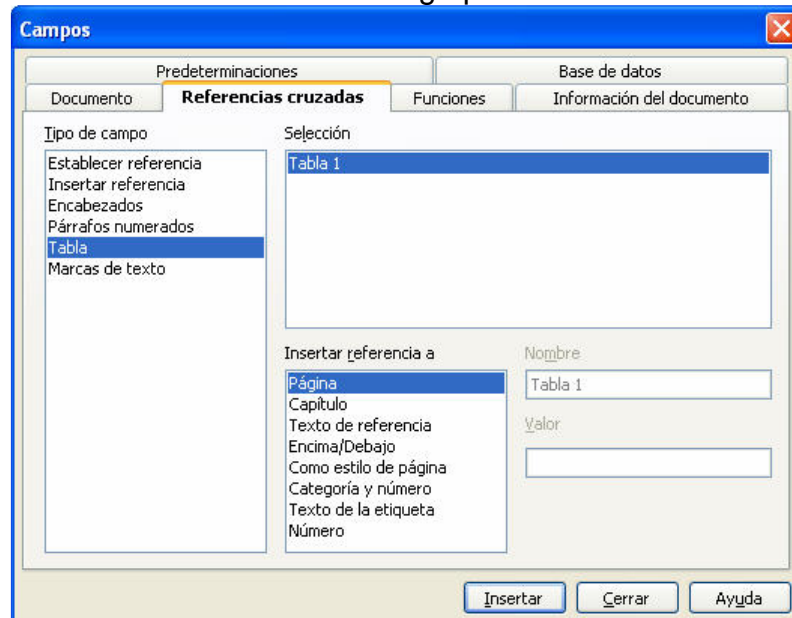 Campos
Predeterminaciones
Base de datos
Documento
Referencias cruzadas
Funciones
Información del documento
Tipo de campo
Establecer referencia
Insertar referencia
Encabezados
Párrafos numerados
Tabla
Marcas de texto
Selección
Tabla 1
Insertar referencia a
Página
Capítulo
Texto de referencia
Encima/Debajo
Como estilo de página
Categoría y número
Texto de la etiqueta
Número
Nombre
Tabla 1
Valor
Insertar
Cerrar
Ayuda